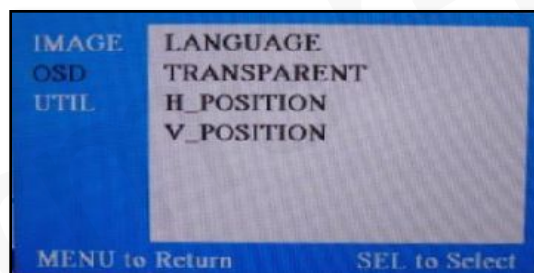 IMAGE LANGUAGE
OSD TRANSPARENT
UTIL H_POSITION
V_POSITION
MENU to Return SEL to Select